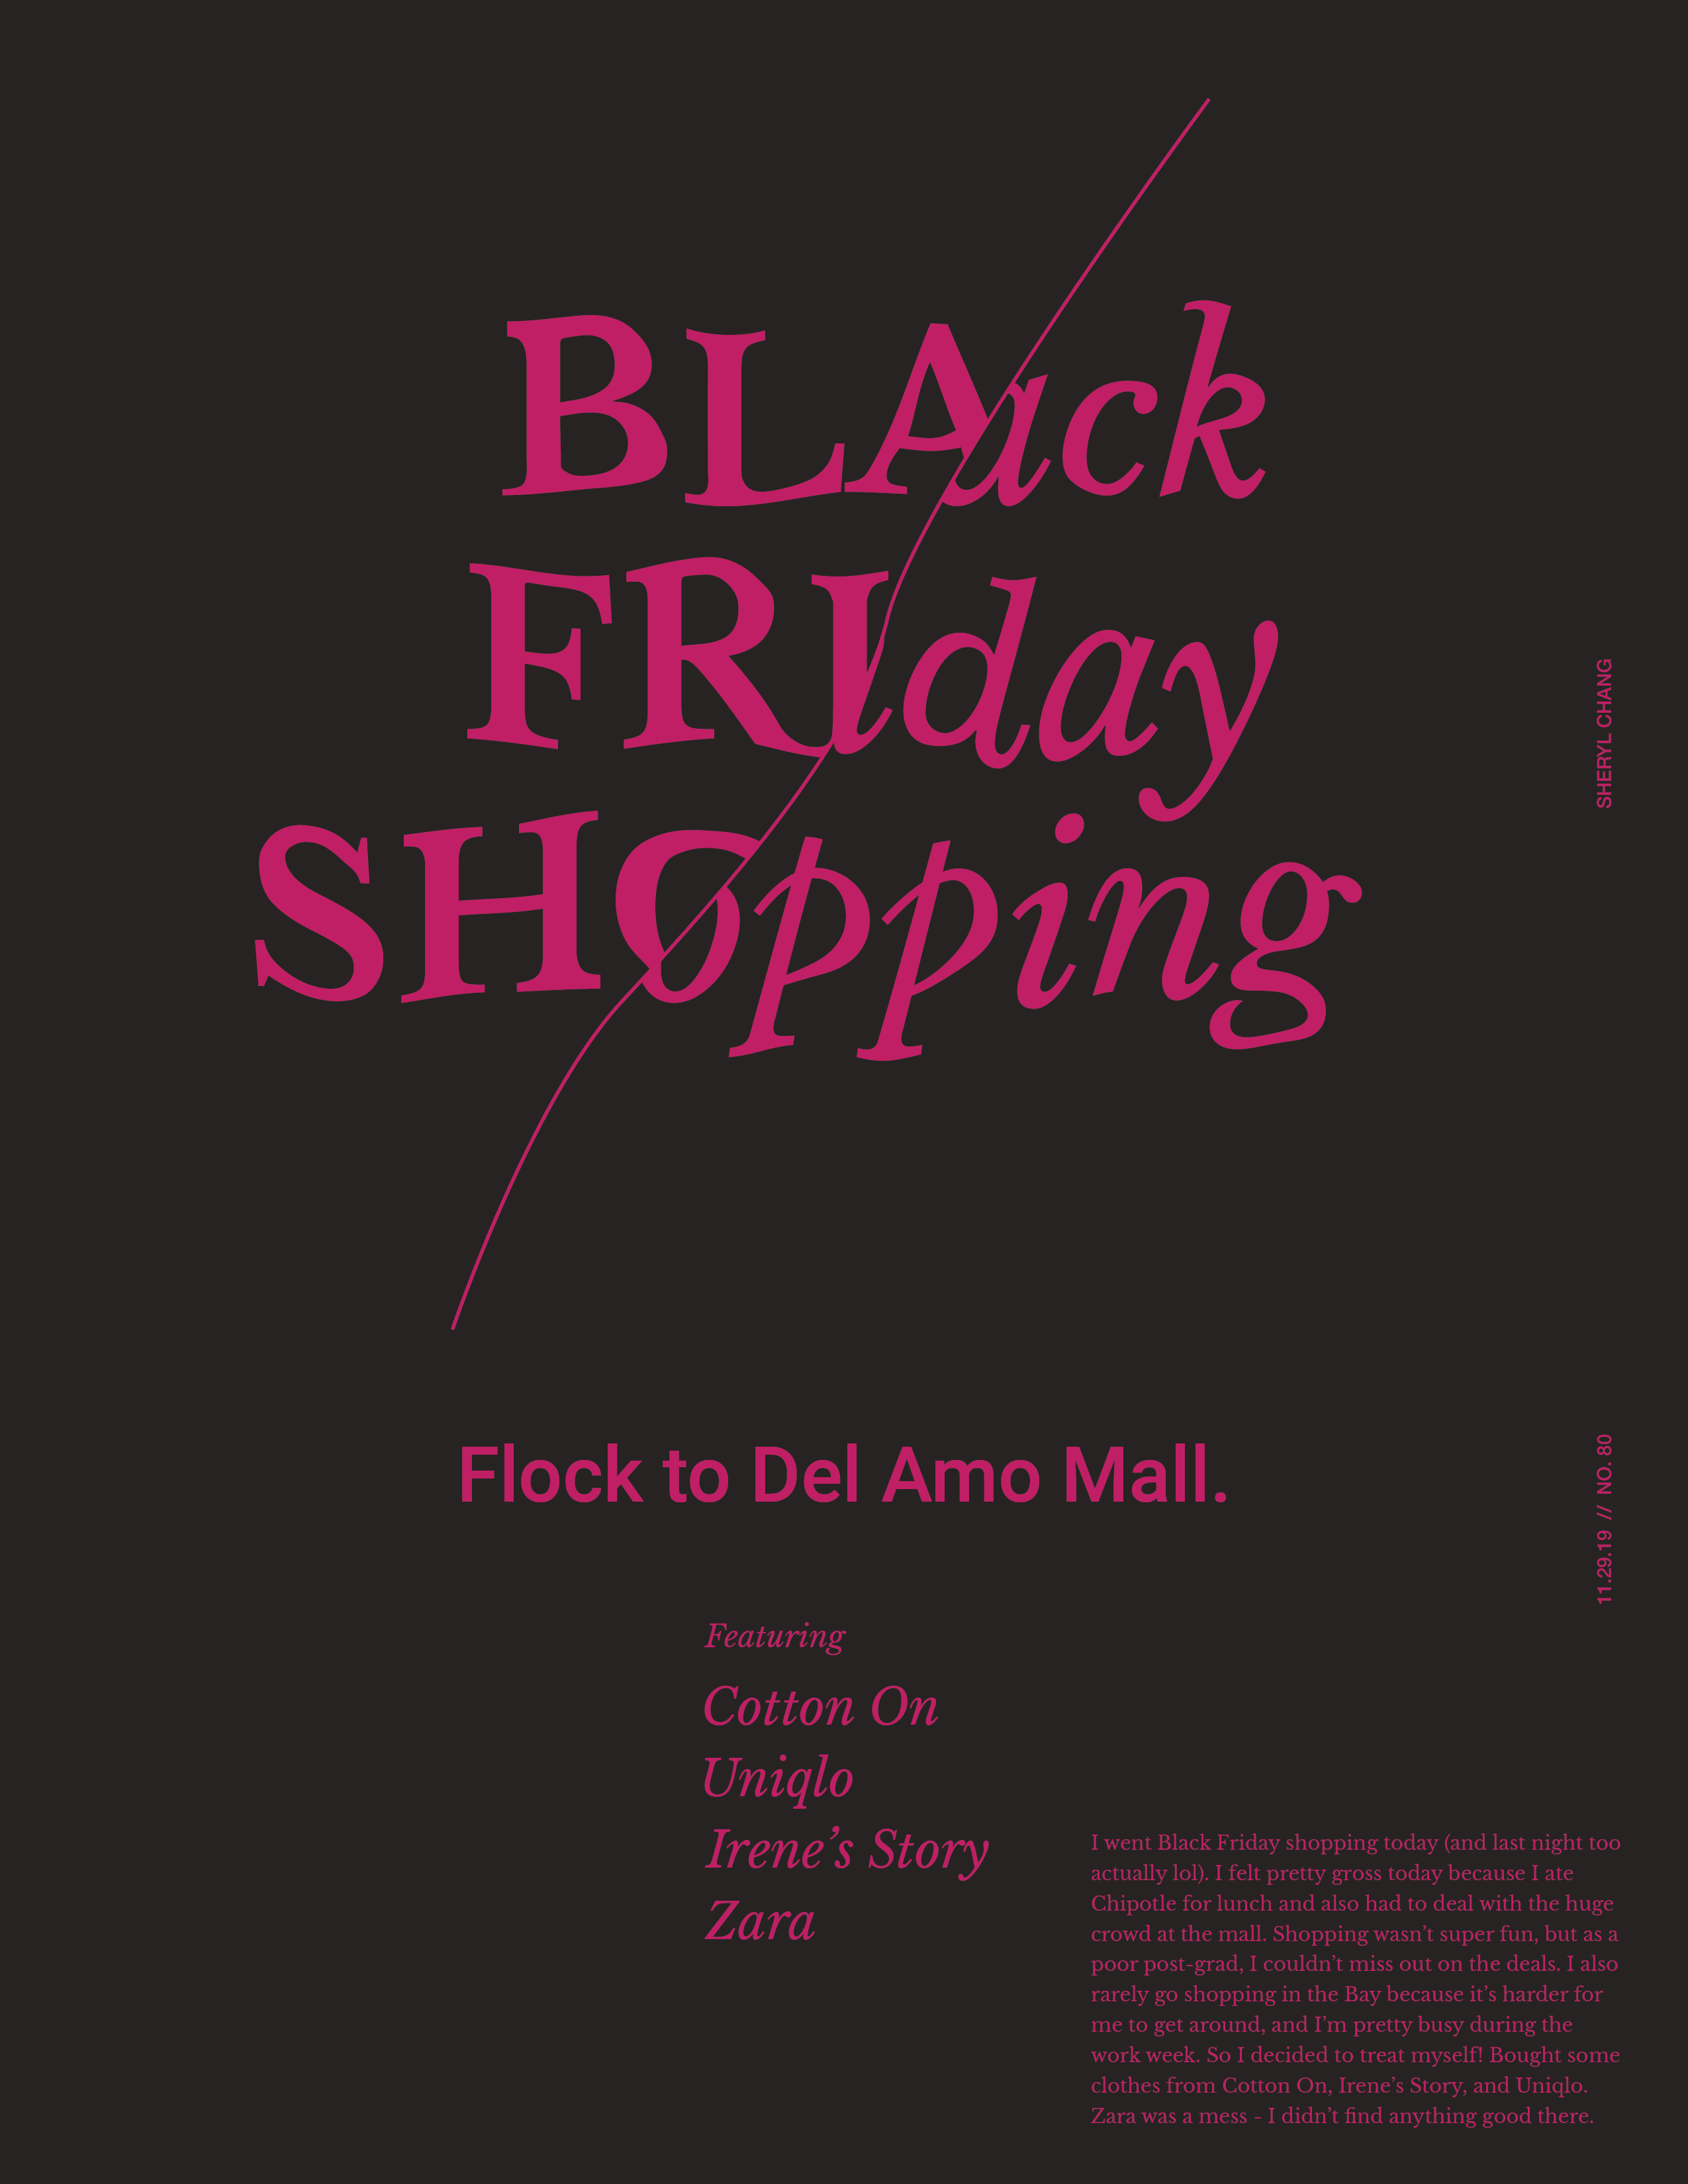 BLAck
FRIday
SHOpping
SHERYL CHANG
Flock to Del Amo Mall.
11.29.19 // NO. 80
Featuring
Cotton On
Uniqlo
Irene’s Story
Zara
I went Black Friday shopping today (and last night too
actually lol). I felt pretty gross today because I ate
Chipotle for lunch and also had to deal with the huge
crowd at the mall. Shopping wasn’t super fun, but as a
poor post-grad, I couldn’t miss out on the deals. I also
rarely go shopping in the Bay because it’s harder for
me to get around, and I’m pretty busy during the
work week. So I decided to treat myself! Bought some
clothes from Cotton On, Irene’s Story, and Uniqlo.
Zara was a mess - I didn’t find anything good there.